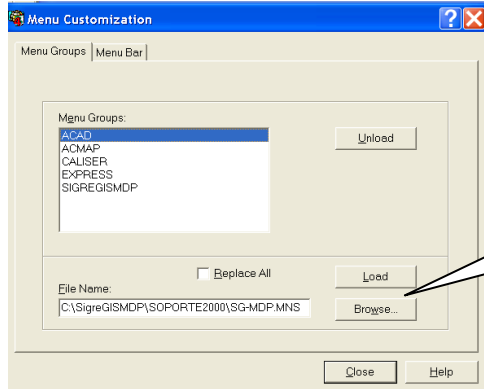 Menu Customization
Menu Groups
Menu Bar
Menu Groups:
ACAD
ACMAP
CALISER
EXPRESS
SIGREGISMDP
Unload
Replace All
Load
File Name:
C:\SigreGISMDP\SOPORTE2000\SG-MDP.MNS
Browse...
Close
Help